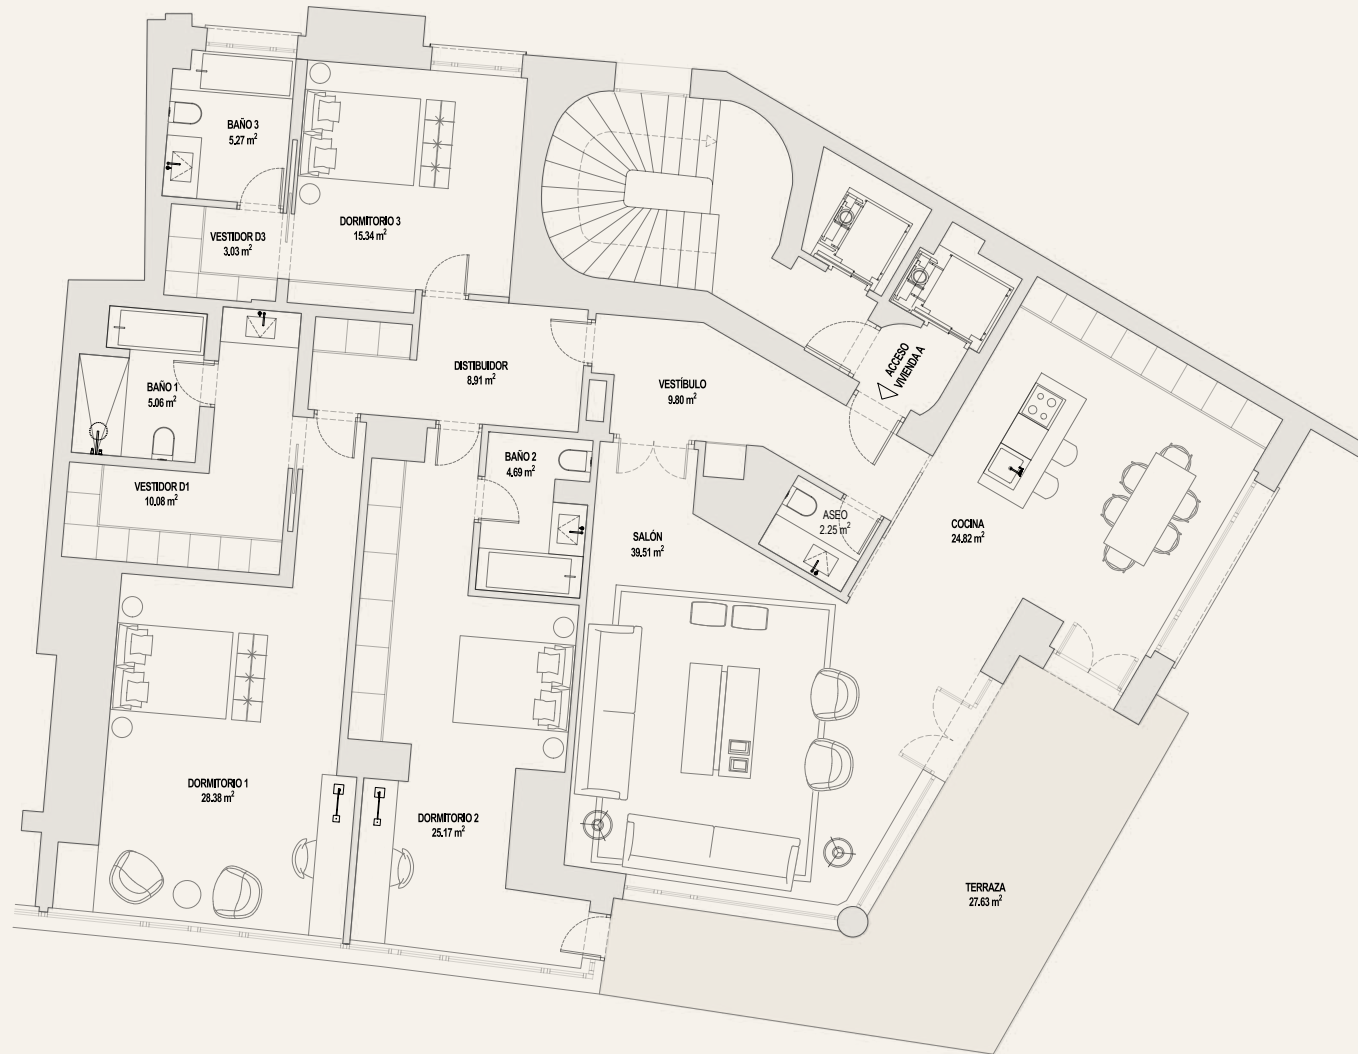 BAÑO 3
5.27 m²
DORMITORIO 3
15.34 m²
VESTIDOR D3
3.03 m²
DISTIBUIDOR
8.91 m²
VESTÍBULO
9.80 m²
ACCESO
VIVIENDA A
BAÑO 1
5.06 m²
BAÑO 2
4.69 m²
VESTIDOR D1
10.08 m²
ASEO
2.25 m²
COCINA
24.82 m²
SALÓN
39.51 m²
DORMITORIO 1
28.38 m²
DORMITORIO 2
25.17 m²
TERRAZA
27.63 m²